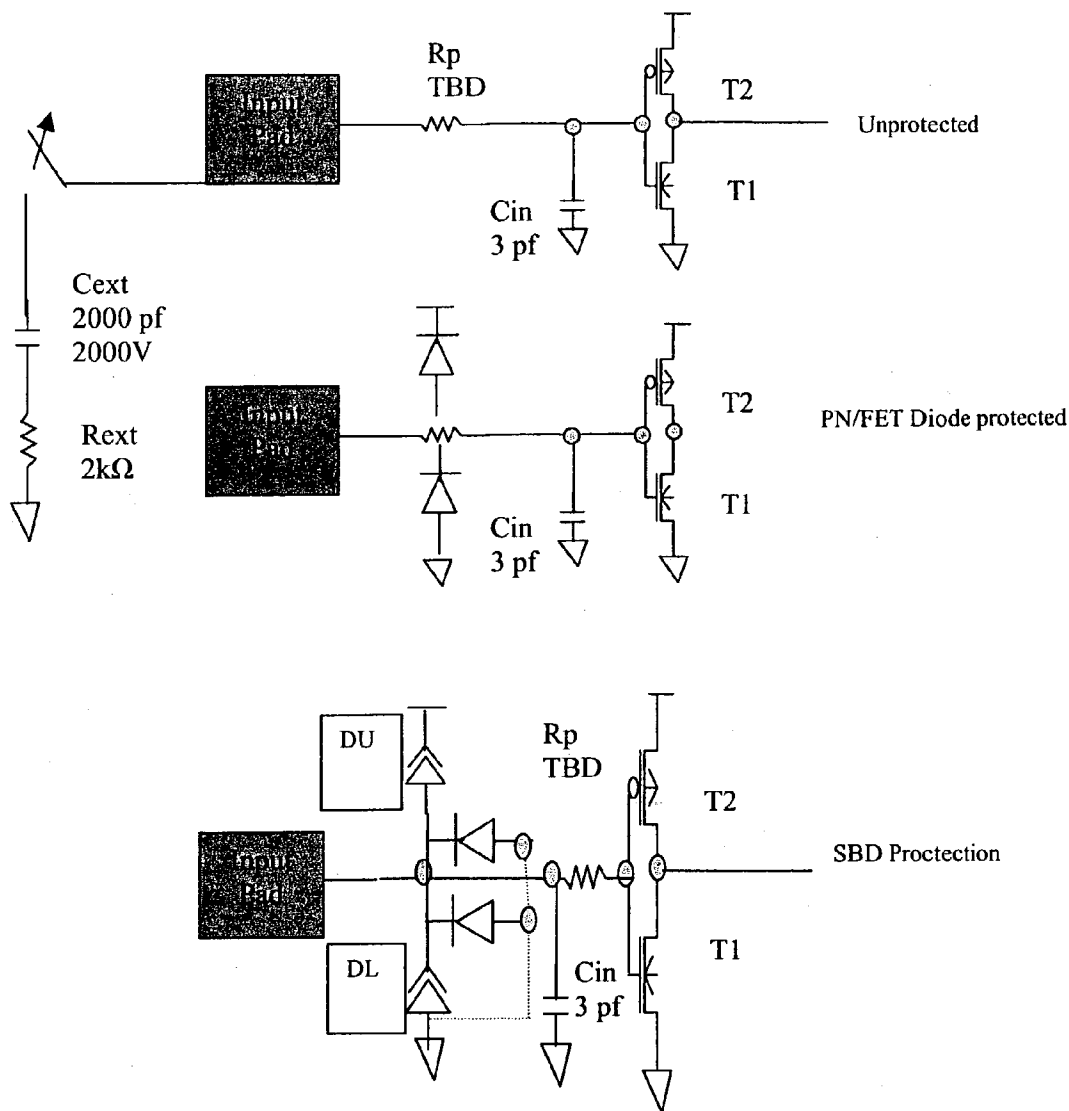 Rp
TBD
Input
Pad
T2
Unprotected
T1
Cin
3 pf
Cext
2000 pf
2000V
Rext
2kΩ
Input
Pad
T2
PN/FET Diode protected
T1
Cin
3 pf
DU
Rp
TBD
T2
Input
Pad
SBD Proctection
T1
DL
Cin
3 pf